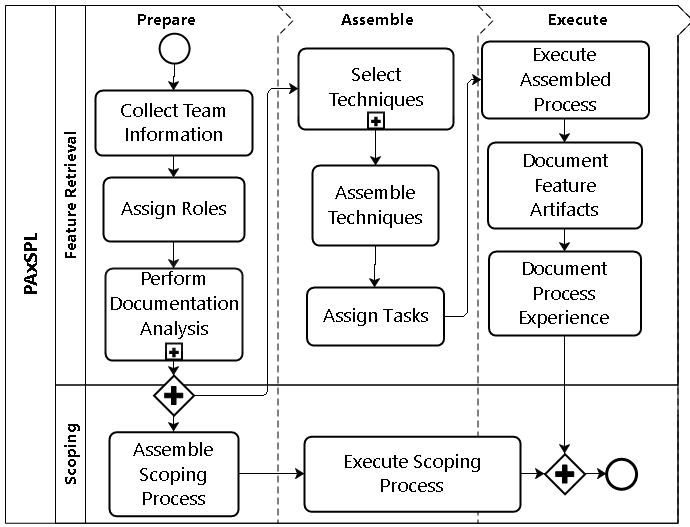 Prepare
Assemble
Execute
PAxSPL
Feature Retrieval
Collect Team
Information
Assign Roles
Perform
Documentation
Analysis
Select
Techniques
Assemble
Techniques
Assign Tasks
Execute
Assembled
Process
Document
Feature
Artifacts
Document
Process
Experience
Scoping
Assemble
Scoping
Process
Execute Scoping
Process